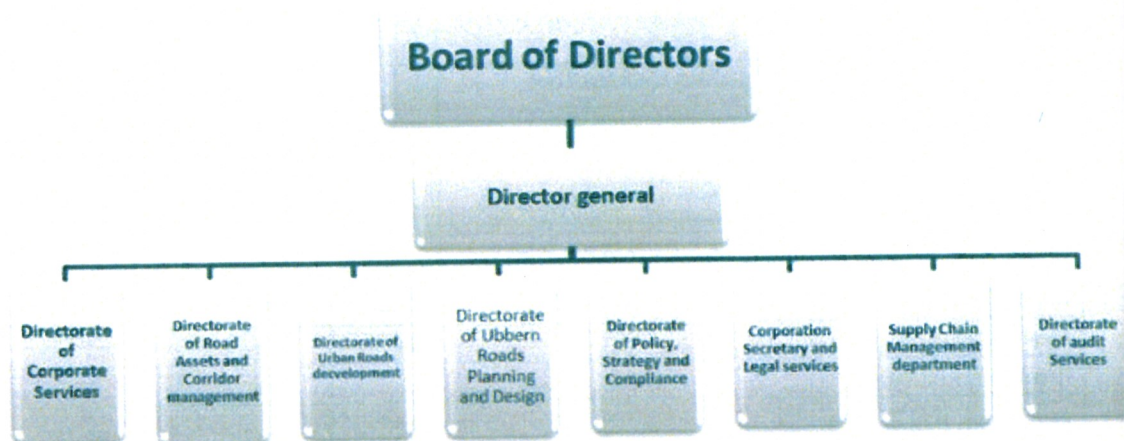 Board of Directors
Director general
Directorate
of
Corporate
Services
Directorate
of Road
Assets and
Corridor
management
Directorate of
Urban Roads
decvelopment
Directorate
of Ubbern
Roads
Planning
and Design
Directorate
of Policy,
Strategy and
Compliance
Corporation
Secretary and
Legal services
Supply Chain
Management
department
Directorate
of audit
Services